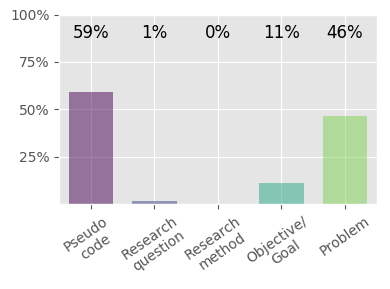 100%
59% 1% 0% 11% 46%
75%
50%
25%
Pseudo
code
Research
question
Research
method
Objective/
Goal
Problem